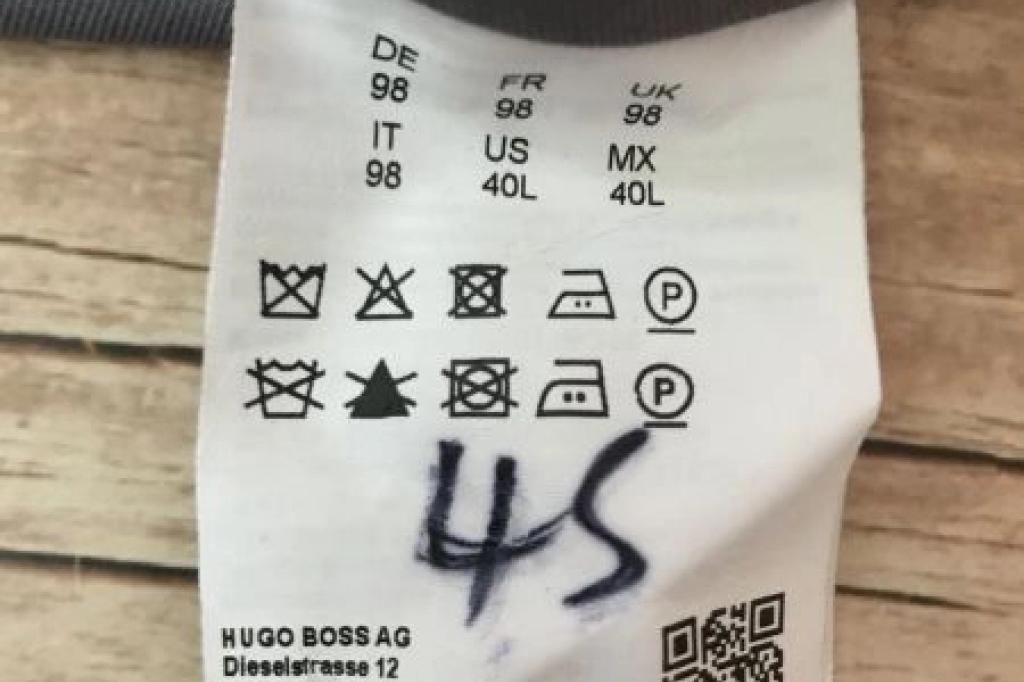 DE FR UK
98 98 98
IT US MX
98 40L 40L
P
P
4S
HUGO BOSS AG
Dieselstrasse 12